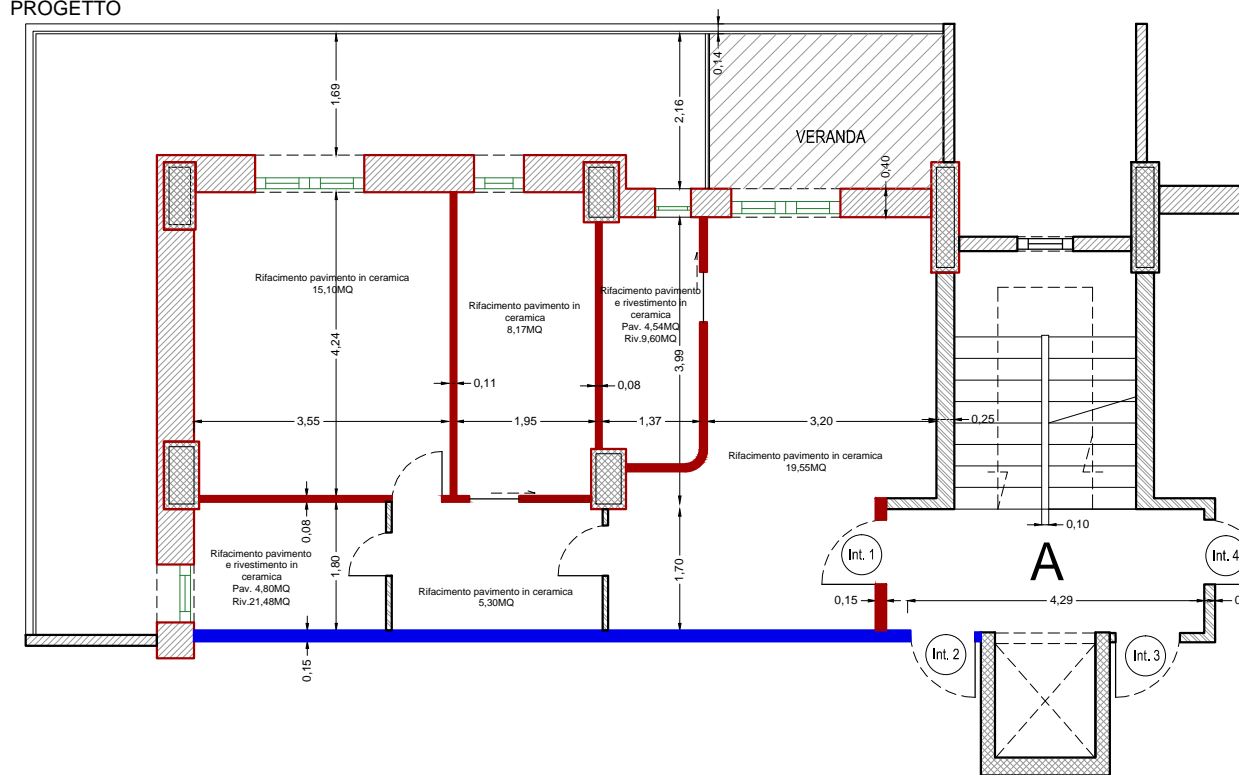 PROGETTO
1,69
2,16
0,14
VERANDA
0,40
Rifacimento pavimento in ceramica
15,10MQ
Rifacimento pavimento in
ceramica
8,17MQ
Rifacimento pavimento
e rivestimento in
ceramica
Pav. 4,54MQ
Riv.9,60MQ
4,24
3,99
0,11
0,08
3,55
1,95
1,37
3,20
0,25
Rifacimento pavimento in ceramica
19,55MQ
0,08
1,80
1,70
0,10
Rifacimento pavimento
e rivestimento in
ceramica
Pav. 4,80MQ
Riv.21,48MQ
Rifacimento pavimento in ceramica
5,30MQ
Int. 1
A
Int. 4
0,15
4,29
0,15
Int. 2
Int. 3